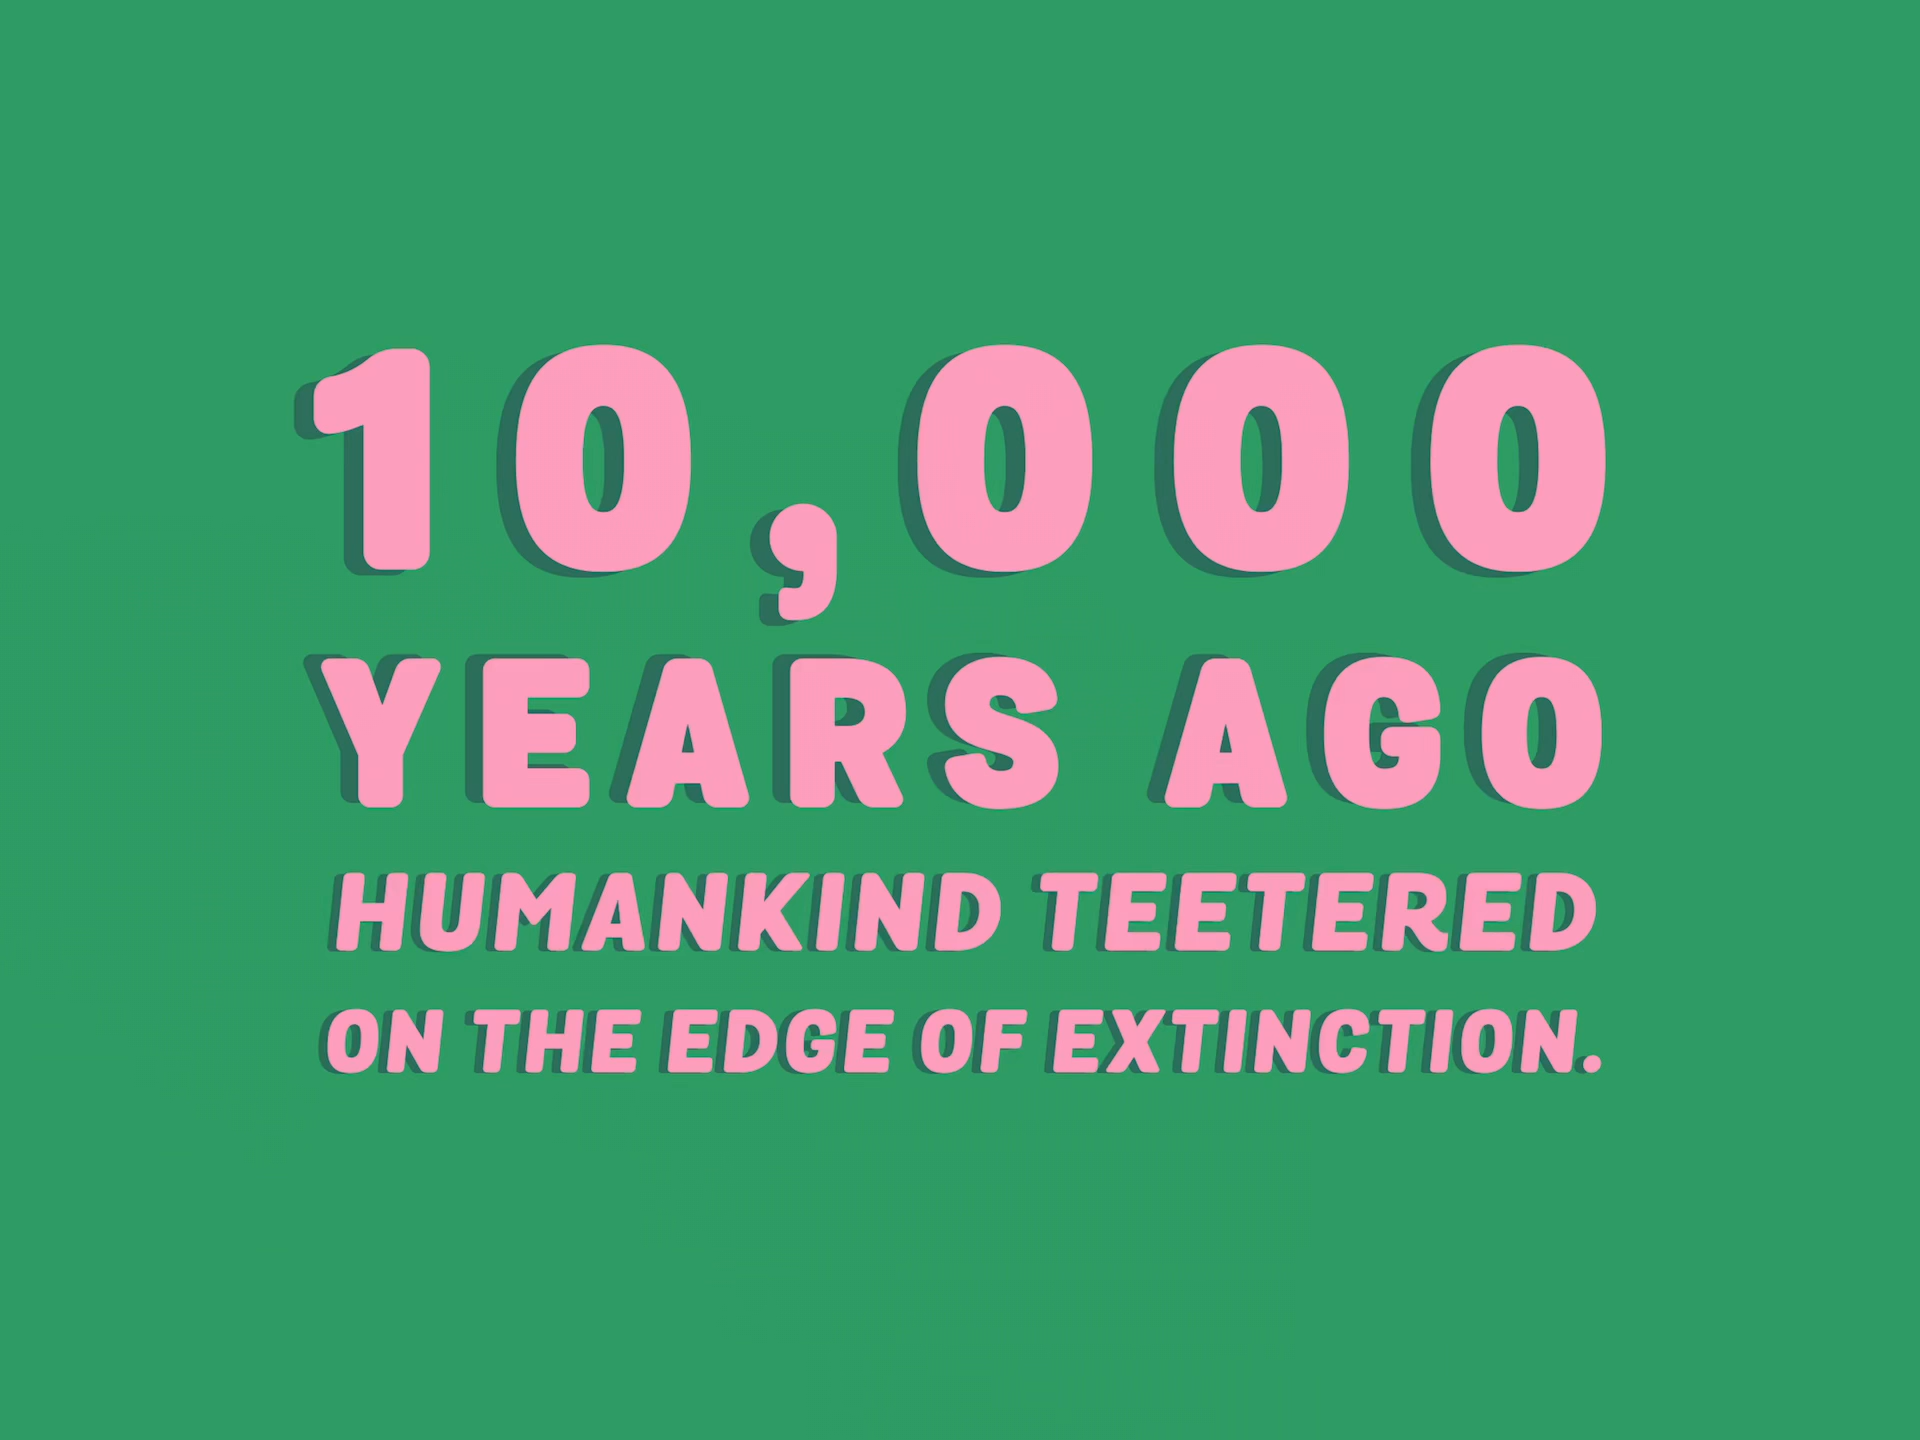 10,000
YEARS AGO
HUMANKIND TEETERED
ON THE EDGE OF EXTINCTION.